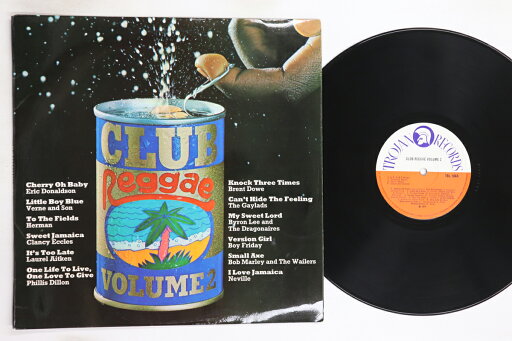 CLUB
Reggae
VOLUME 2
Cherry Oh Baby
Eric Donaldson
Little Boy Blue
Verne and Son
To The Fields
Herman
Sweet Jamaica
Clancy Eccles
It's Too Late
Laurel Aitken
One Life To Live,
One Love To Give
Phillis Dillon
Knock Three Times
Brent Dowe
Can't Hide The Feeling
The Gaylads
My Sweet Lord
Byron Lee and
The Dragonaires
Version Girl
Boy Friday
Small Axe
Bob Marley and The Wailers
I Love Jamaica
Neville
TROJAN RECORDS
CLUB REGGAE VOLUME 2